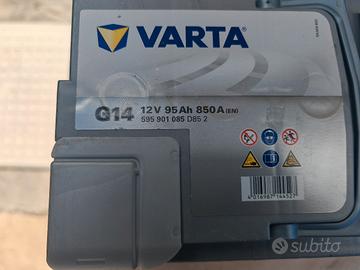 VARTA
G14
12V 95Ah 850A (EN)
595 901 085 D85 2
subito